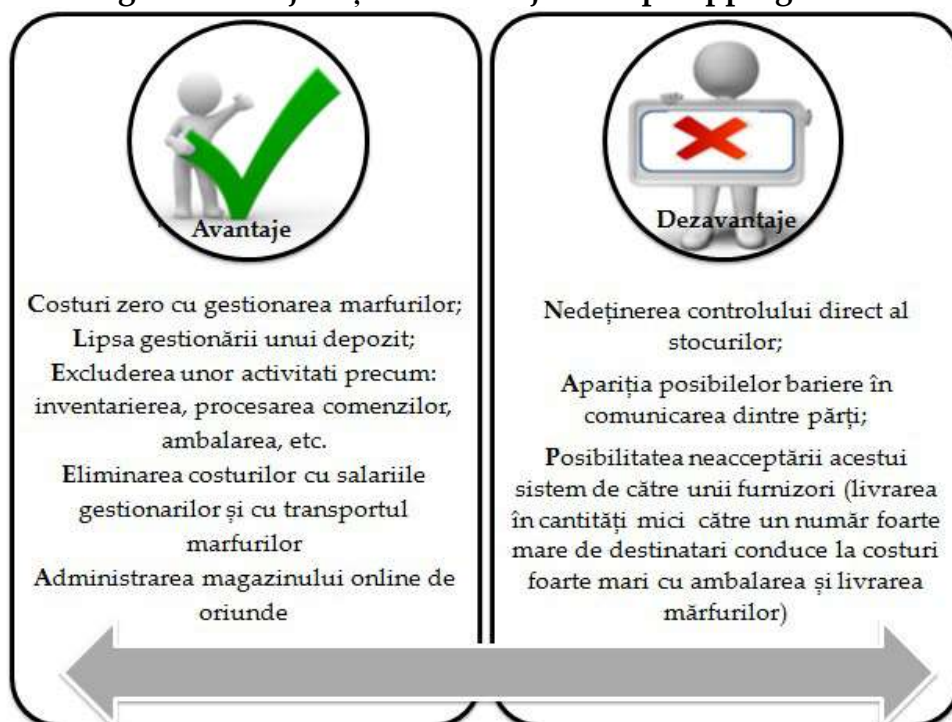 Avantaje
Costuri zero cu gestionarea marfurilor;
Lipsa gestionării unui depozit;
Excluderea unor activitati precum:
inventarierea, procesarea comenzilor,
ambalarea, etc.
Eliminarea costurilor cu salariile
gestionarilor și cu transportul
marfurilor
Administrarea magazinului online de
oriunde
Dezavantaje
Nedeținerea controlului direct al
stocurilor;
Apariția posibilelor bariere în
comunicarea dintre părți;
Posibilitatea neacceptării acestui
sistem de către unii furnizori (livrarea
în cantități mici către un număr foarte
mare de destinatari conduce la costuri
foarte mari cu ambalarea și livrarea
mărfurilor)